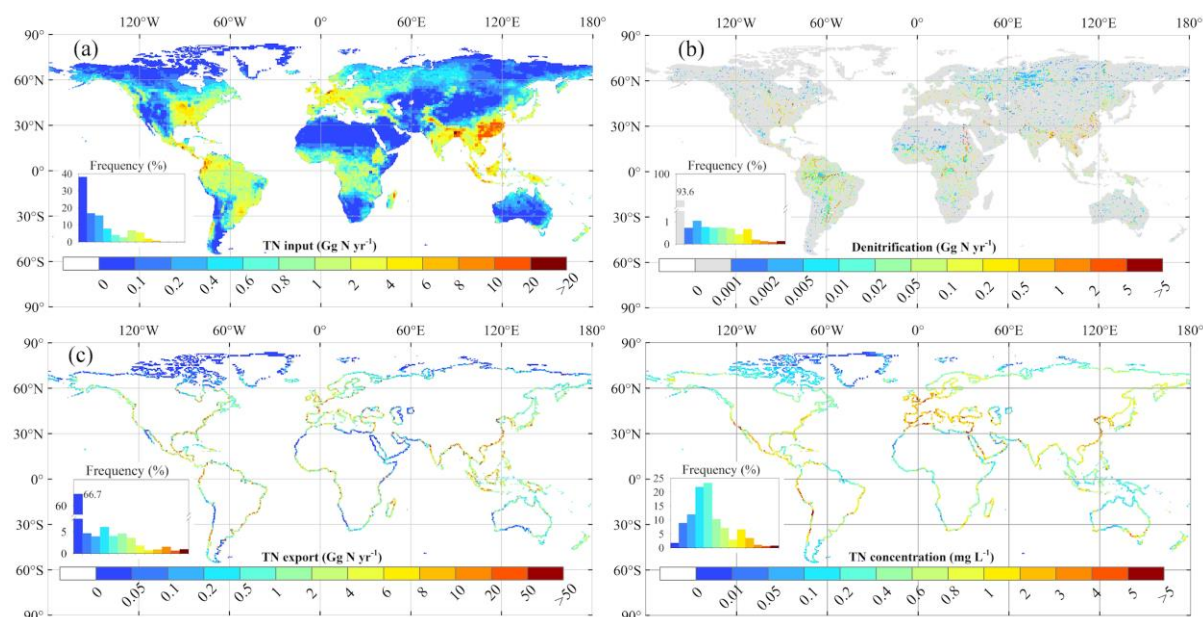 120°W 60°W 0° 60°E 120°E 180°
120°W 60°W 0° 60°E 120°E 180°
90°
60°N
30°N
0°
30°S
60°S
90°
(a)
Frequency (%)
40
30
20
10
0
TN input (Gg N yr⁻¹)
0 0.1 0.2 0.4 0.6 0.8 1 2 4 6 8 10 20 >20
90°
60°N
30°N
0°
30°S
60°S
90°
(b)
Frequency (%)
100
93.6
1
0
Denitrification (Gg N yr⁻¹)
0 0.001 0.002 0.005 0.01 0.02 0.05 0.1 0.2 0.5 1 2 5 >5
120°W 60°W 0° 60°E 120°E 180°
120°W 60°W 0° 60°E 120°E 180°
90°
60°N
30°N
0°
30°S
60°S
90°
(c)
Frequency (%)
66.7
60
5
0
TN export (Gg N yr⁻¹)
0 0.05 0.1 0.2 0.5 1 2 4 6 8 10 20 50 >50
90°
60°N
30°N
0°
30°S
60°S
90°
Frequency (%)
25
20
15
10
5
0
TN concentration (mg L⁻¹)
0 0.01 0.05 0.1 0.2 0.4 0.6 0.8 1 2 3 4 5 >5